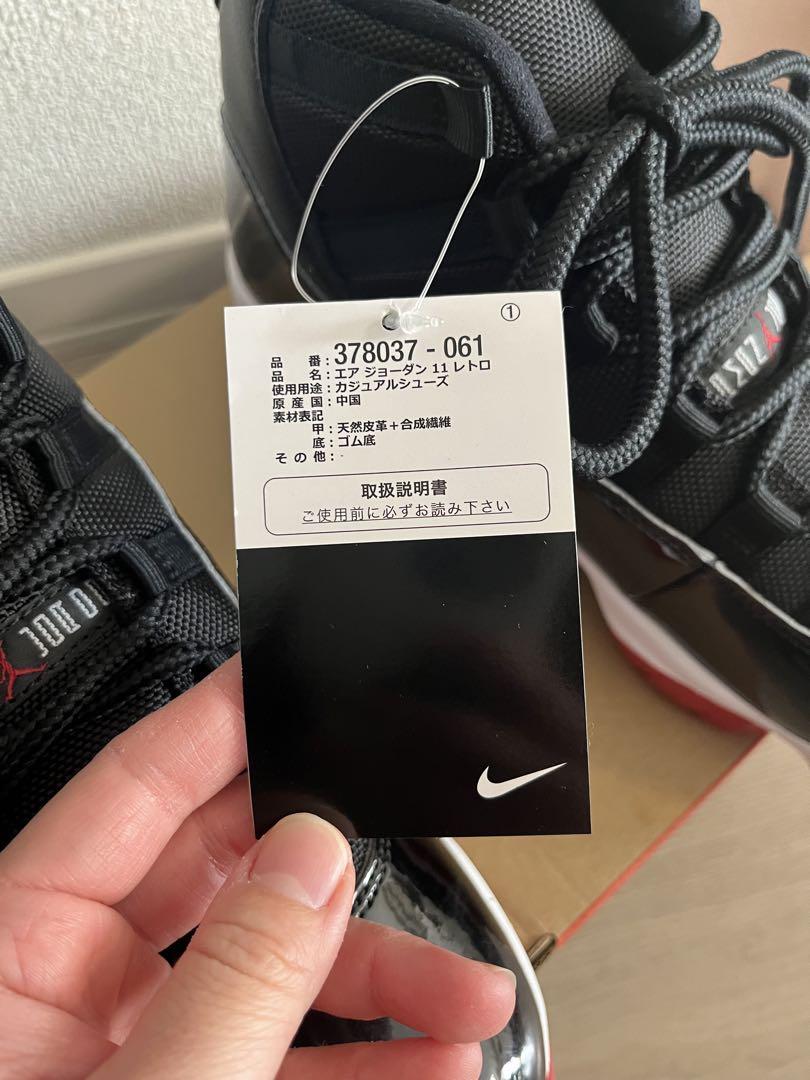 ①
品 番：378037 - 061
品 名：エア ジョーダン 11 レトロ
使用用途：カジュアルシューズ
原 産 国：中国
素材表記
甲：天然皮革＋合成繊維
底：ゴム底
そ の 他：-
取扱説明書
ご使用前に必ずお読み下さい